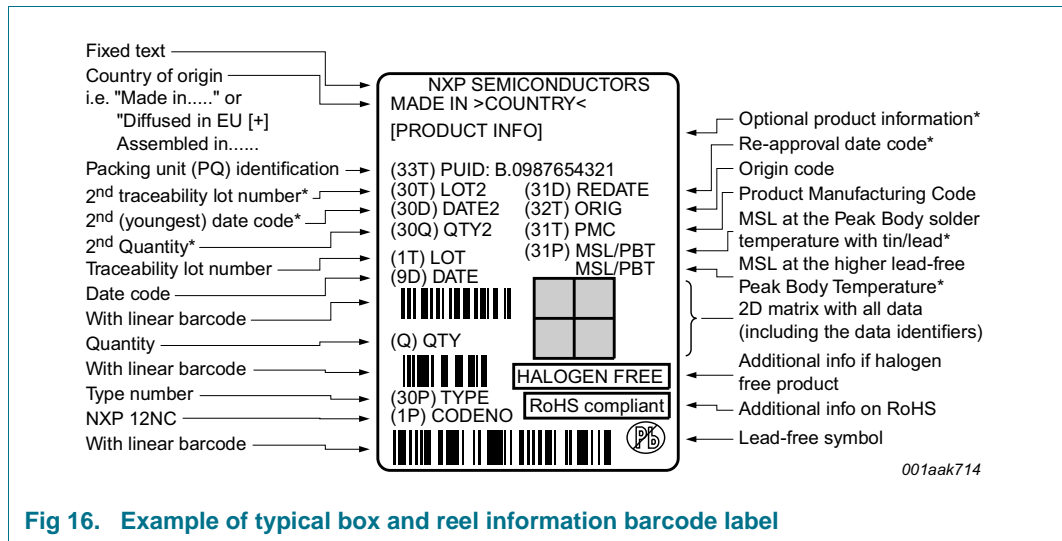 Fixed text
Country of origin
i.e. "Made in....." or
"Diffused in EU [+]
Assembled in......
Packing unit (PQ) identification
2nd traceability lot number*
2nd (youngest) date code*
2nd Quantity*
Traceability lot number
Date code
With linear barcode
Quantity
With linear barcode
Type number
NXP 12NC
With linear barcode
NXP SEMICONDUCTORS
MADE IN >COUNTRY<
[PRODUCT INFO]
(33T) PUID: B.0987654321
(30T) LOT2 (31D) REDATE
(30D) DATE2 (32T) ORIG
(30Q) QTY2 (31T) PMC
(31P) MSL/PBT
(1T) LOT MSL/PBT
(9D) DATE
(Q) QTY
HALOGEN FREE
(30P) TYPE
RoHS compliant
(1P) CODENO
Pb
Optional product information*
Re-approval date code*
Origin code
Product Manufacturing Code
MSL at the Peak Body solder
temperature with tin/lead*
MSL at the higher lead-free
Peak Body Temperature*
2D matrix with all data
(including the data identifiers)
Additional info if halogen
free product
Additional info on RoHS
Lead-free symbol
001aak714
Fig 16. Example of typical box and reel information barcode label